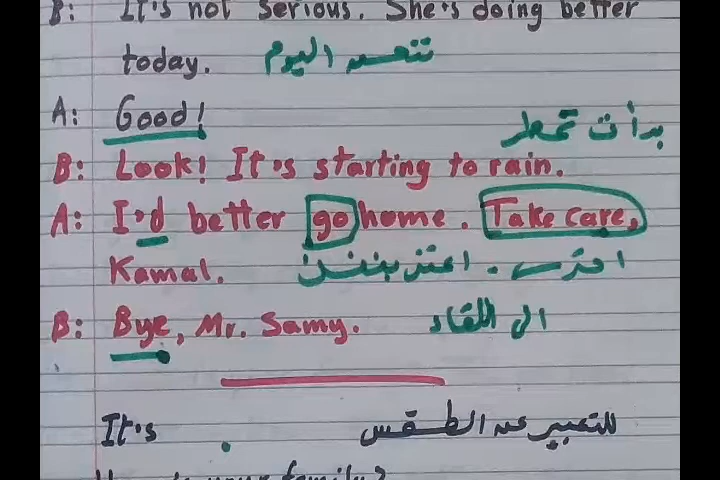 B: It's not serious. She's doing better
today. تتحسن اليوم
A: Good!
بدأت تمطر
B: Look! It's starting to rain.
A: I'd better go home. Take care,
Kamal. احترس - اعتن بنفسك
B: Bye, Mr. Samy. الى اللقاء
It's للتعبير عن الطقس